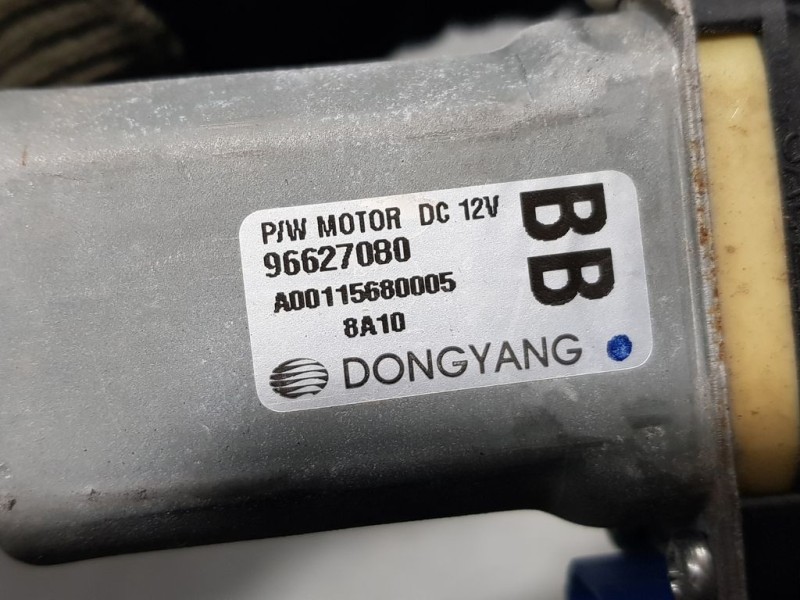 P/W MOTOR DC 12V
96627080
A00115680005
8A10
DONGYANG
BB